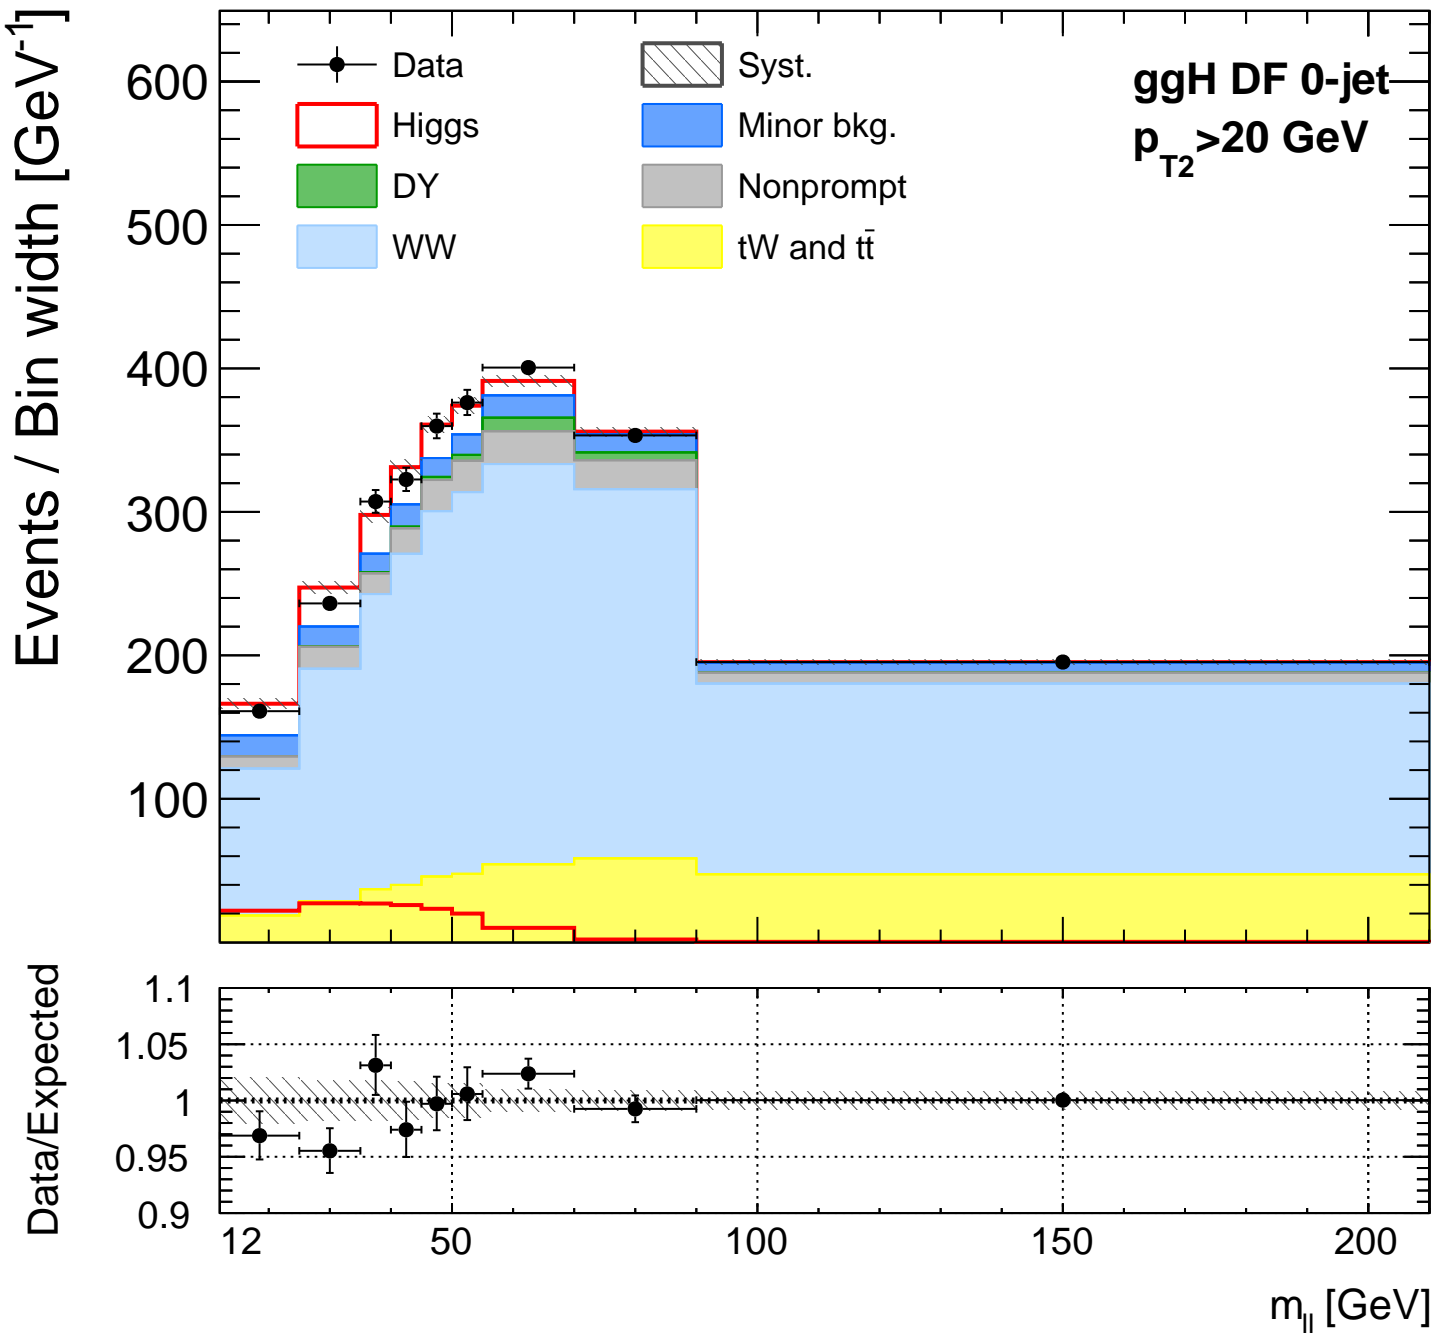 Events / Bin width [GeV⁻¹]
600
500
400
300
200
100
Data
Higgs
DY
WW
Syst.
Minor bkg.
Nonprompt
tW and tt̄
ggH DF 0-jet
p_T2>20 GeV
Data/Expected
1.1
1.05
1
0.95
0.9
12 50 100 150 200
m_ll [GeV]